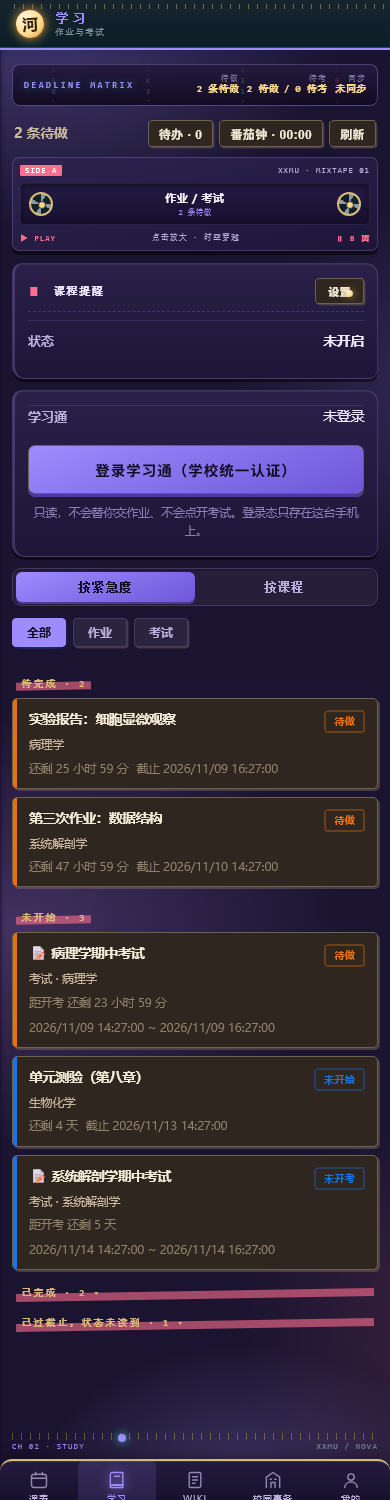 河
学习
作业与考试
DEADLINE MATRIX
待做 待考 同步
2 条待做 2 待做 / 0 待考 未同步
2 条待做
待办 · 0
番茄钟 · 00:00
刷新
SIDE A
XXMU · MIXTAPE 01
作业 / 考试
2 条待做
▶ PLAY
点击放大 · 时空穿越
课程提醒
设置
状态
未开启
学习通
未登录
登录学习通（学校统一认证）
只读，不会替你交作业、不会点开考试。登录态只存在这台手机
上。
按紧急度
按课程
全部
作业
考试
待完成 · 2
实验报告：细胞显微观察
待做
病理学
还剩 25 小时 59 分 截止 2026/11/09 16:27:00
第三次作业：数据结构
待做
系统解剖学
还剩 47 小时 59 分 截止 2026/11/10 14:27:00
未开始 · 3
📝 病理学期中考试
待做
考试 · 病理学
距开考 还剩 23 小时 59 分
2026/11/09 14:27:00 ~ 2026/11/09 16:27:00
单元测验（第八章）
未开始
生物化学
还剩 4 天 截止 2026/11/13 14:27:00
📝 系统解剖学期中考试
未开考
考试 · 系统解剖学
距开考 还剩 5 天
2026/11/14 14:27:00 ~ 2026/11/14 16:27:00
已完成 · 2
已过截止，状态未读到 · 1
CH 02 · STUDY
XXMU / NOVA
课表
学习
WIKI
校园事务
我的